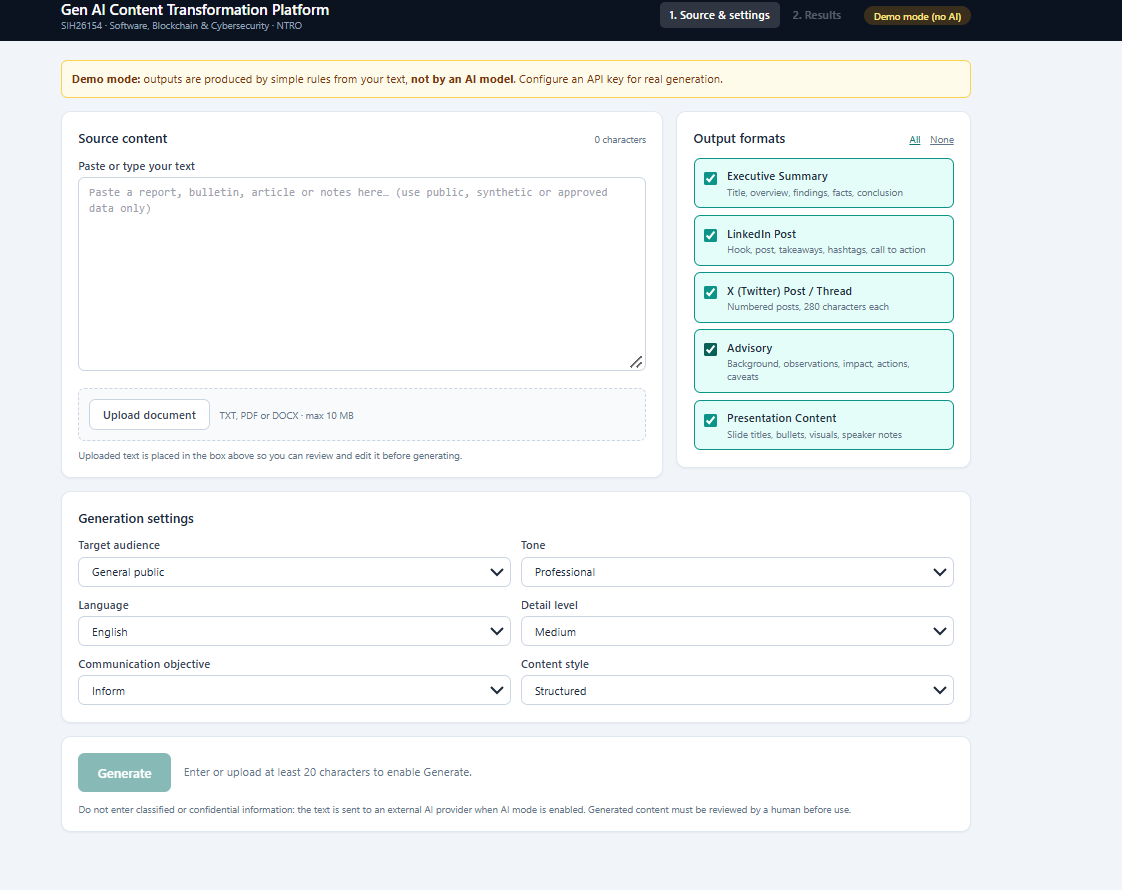 Gen AI Content Transformation Platform
SIH26154 · Software, Blockchain & Cybersecurity · NTRO
1. Source & settings
2. Results
Demo mode (no AI)
Demo mode: outputs are produced by simple rules from your text, not by an AI model. Configure an API key for real generation.
Source content
0 characters
Paste or type your text
Paste a report, bulletin, article or notes here… (use public, synthetic or approved
data only)
Upload document
TXT, PDF or DOCX · max 10 MB
Uploaded text is placed in the box above so you can review and edit it before generating.
Output formats
All
None
Executive Summary
Title, overview, findings, facts, conclusion
LinkedIn Post
Hook, post, takeaways, hashtags, call to action
X (Twitter) Post / Thread
Numbered posts, 280 characters each
Advisory
Background, observations, impact, actions,
caveats
Presentation Content
Slide titles, bullets, visuals, speaker notes
Generation settings
Target audience
General public
Tone
Professional
Language
English
Detail level
Medium
Communication objective
Inform
Content style
Structured
Generate
Enter or upload at least 20 characters to enable Generate.
Do not enter classified or confidential information: the text is sent to an external AI provider when AI mode is enabled. Generated content must be reviewed by a human before use.